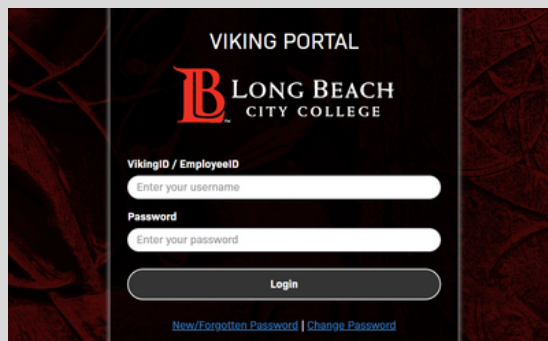 VIKING PORTAL
LB LONG BEACH
CITY COLLEGE
VikingID / EmployeeID
Enter your username
Password
Enter your password
Login
New/Forgotten Password | Change Password